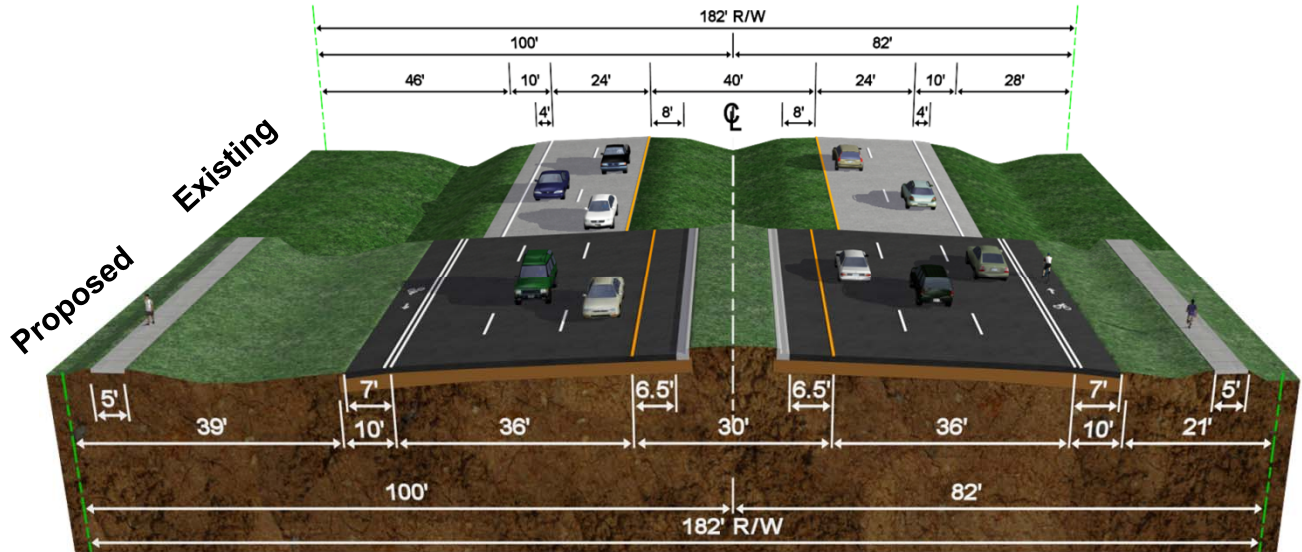 182' R/W
100' 82'
46' 10' 24' 40' 24' 10' 28'
4' 8' ℄ 8' 4'
Existing
Proposed
5' 7' 6.5' 6.5' 7' 5'
39' 10' 36' 30' 36' 10' 21'
100' 82'
182' R/W